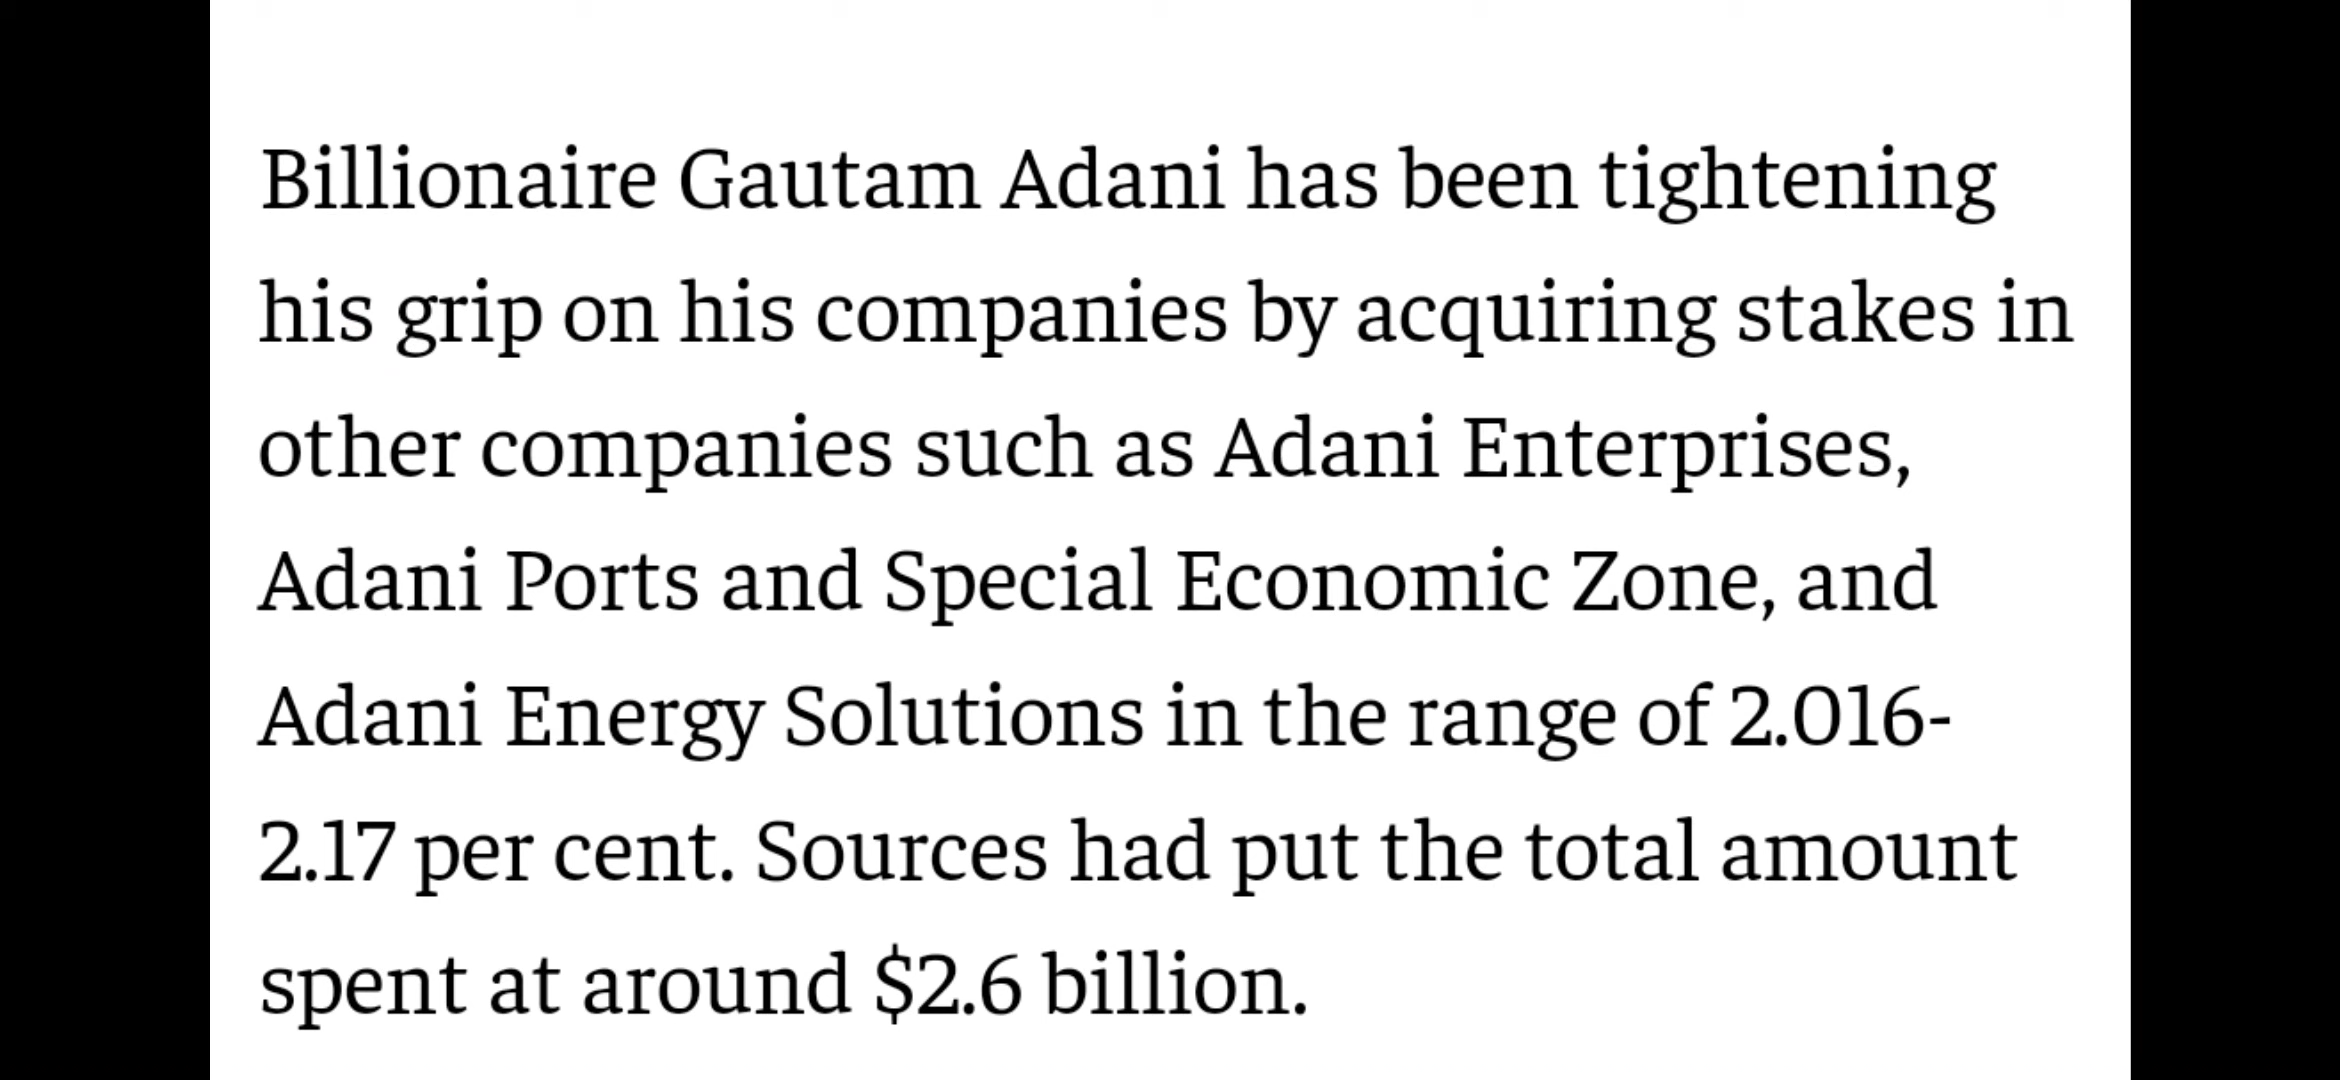 Billionaire Gautam Adani has been tightening
his grip on his companies by acquiring stakes in
other companies such as Adani Enterprises,
Adani Ports and Special Economic Zone, and
Adani Energy Solutions in the range of 2.016-
2.17 per cent. Sources had put the total amount
spent at around $2.6 billion.